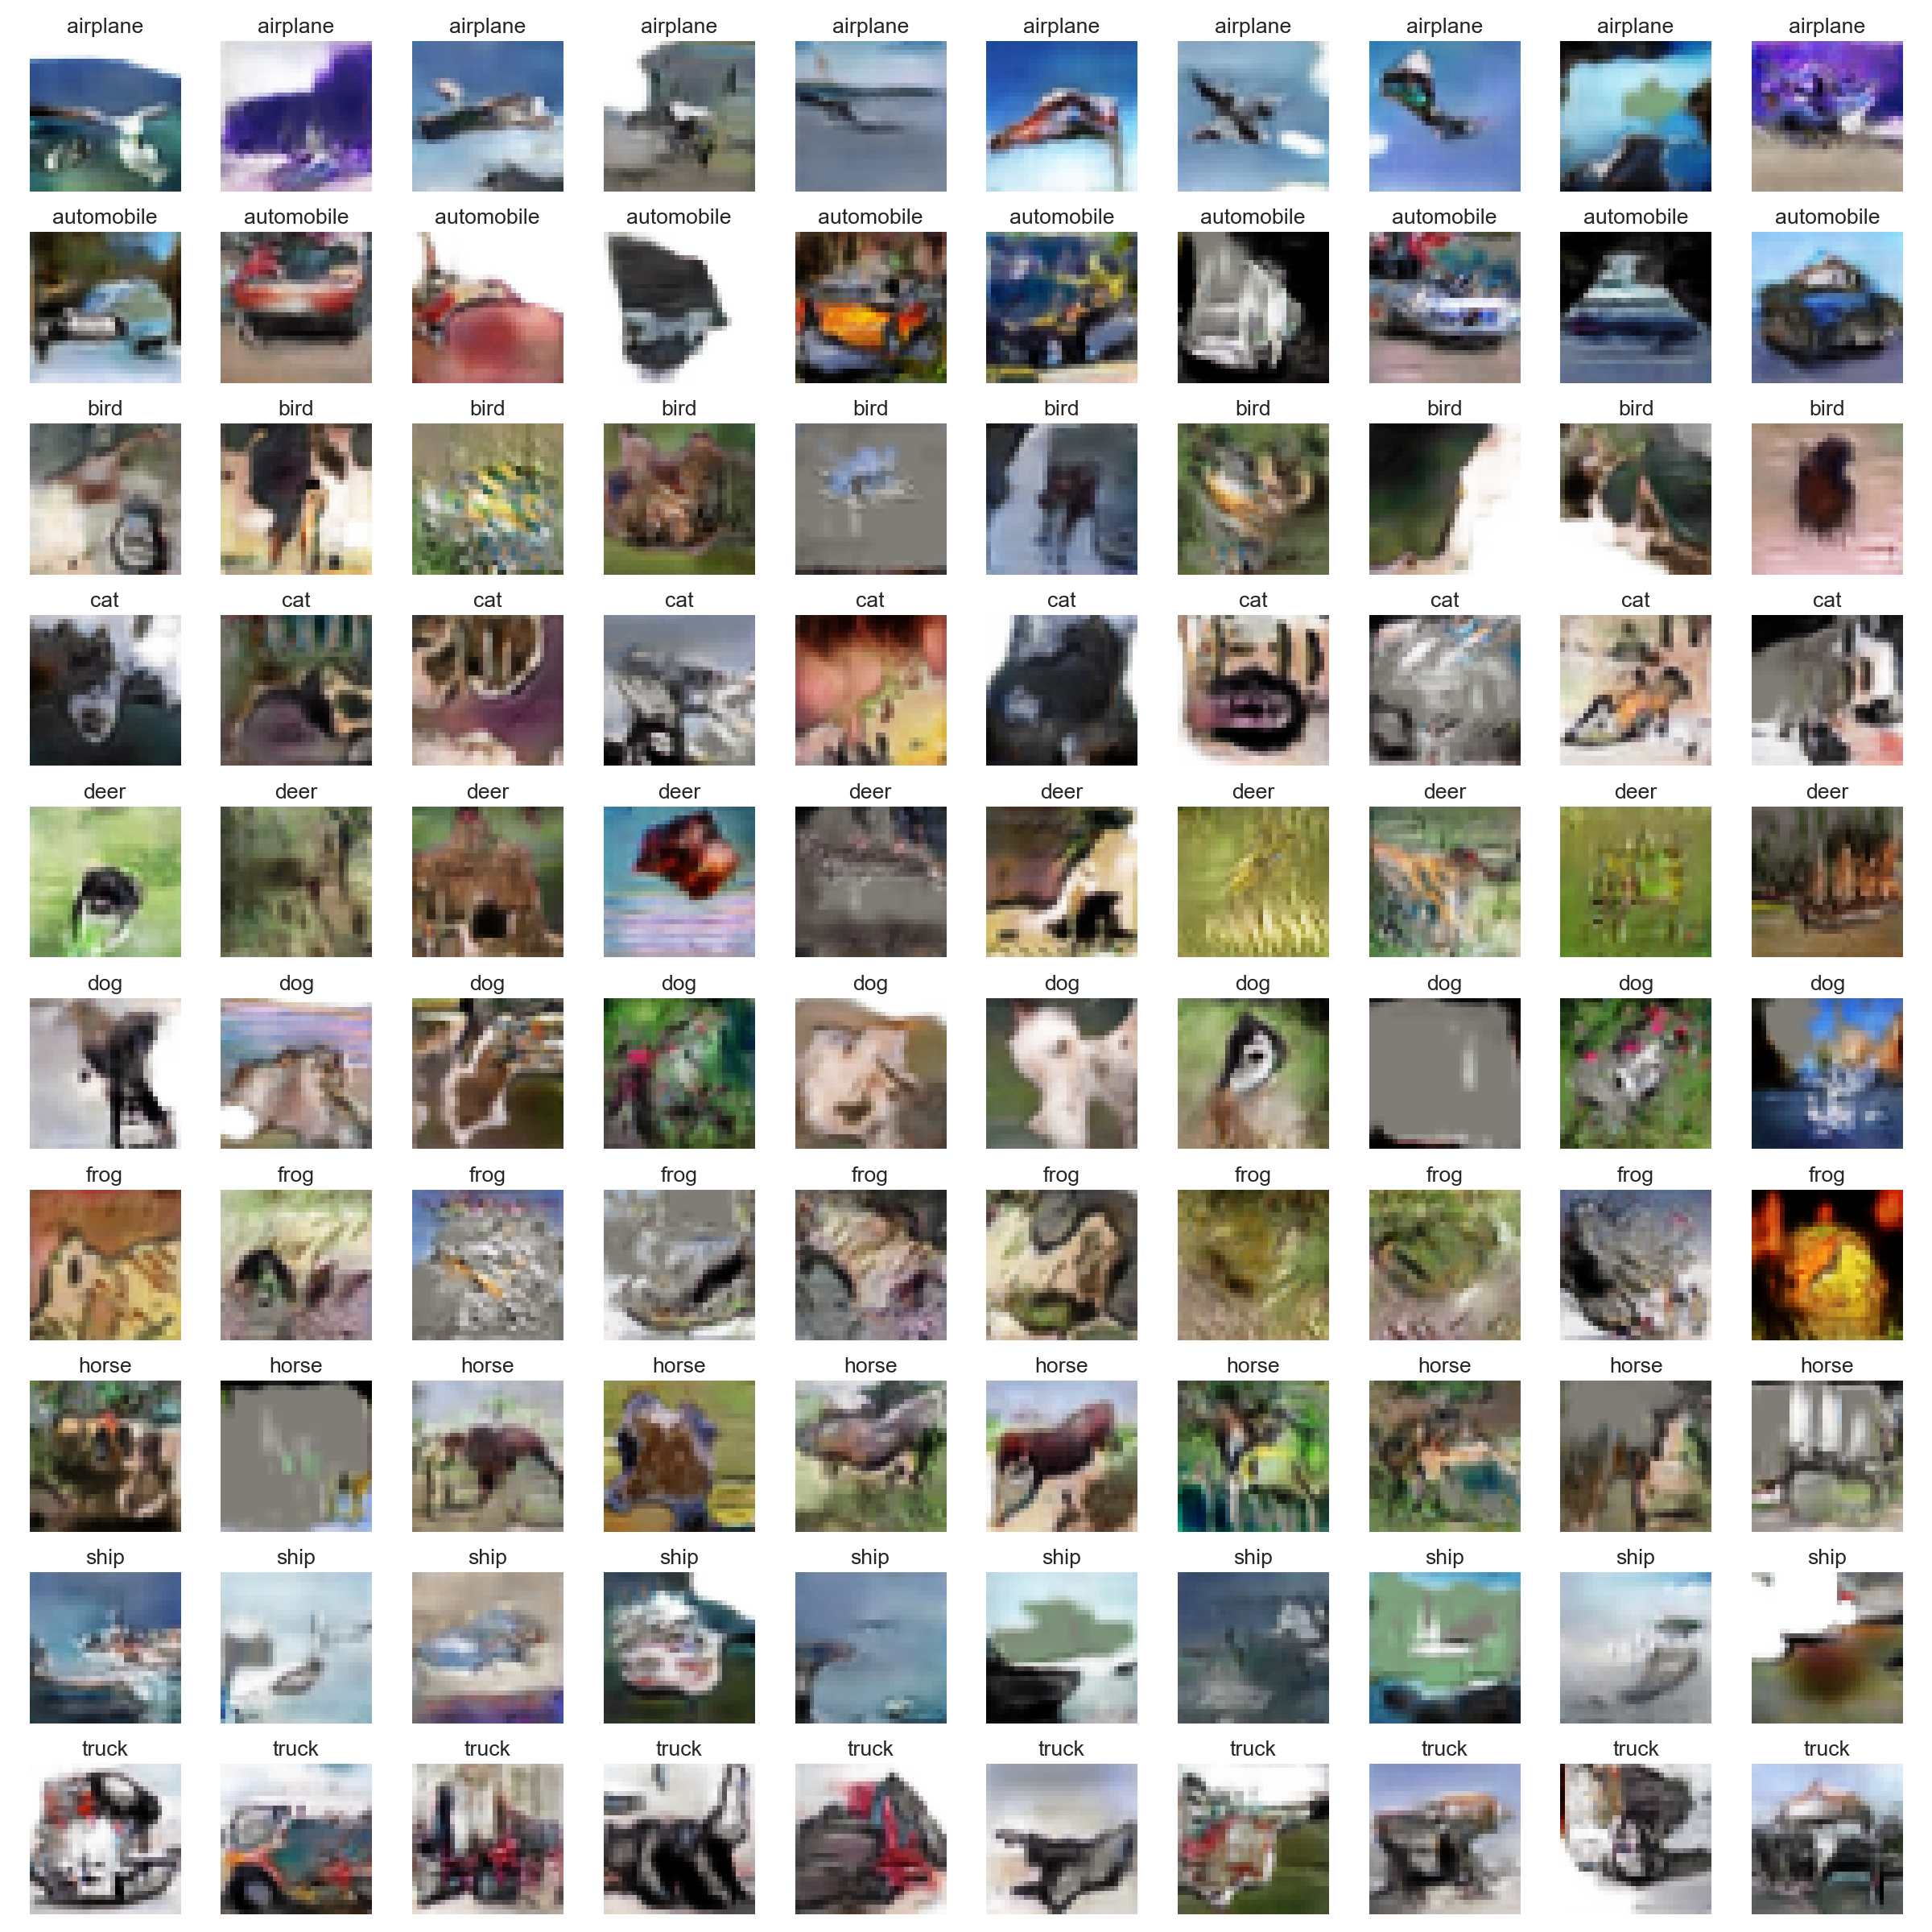 airplane airplane airplane airplane airplane airplane airplane airplane airplane airplane
automobile automobile automobile automobile automobile automobile automobile automobile automobile automobile
bird bird bird bird bird bird bird bird bird bird
cat cat cat cat cat cat cat cat cat cat
deer deer deer deer deer deer deer deer deer deer
dog dog dog dog dog dog dog dog dog dog
frog frog frog frog frog frog frog frog frog frog
horse horse horse horse horse horse horse horse horse horse
ship ship ship ship ship ship ship ship ship ship
truck truck truck truck truck truck truck truck truck truck